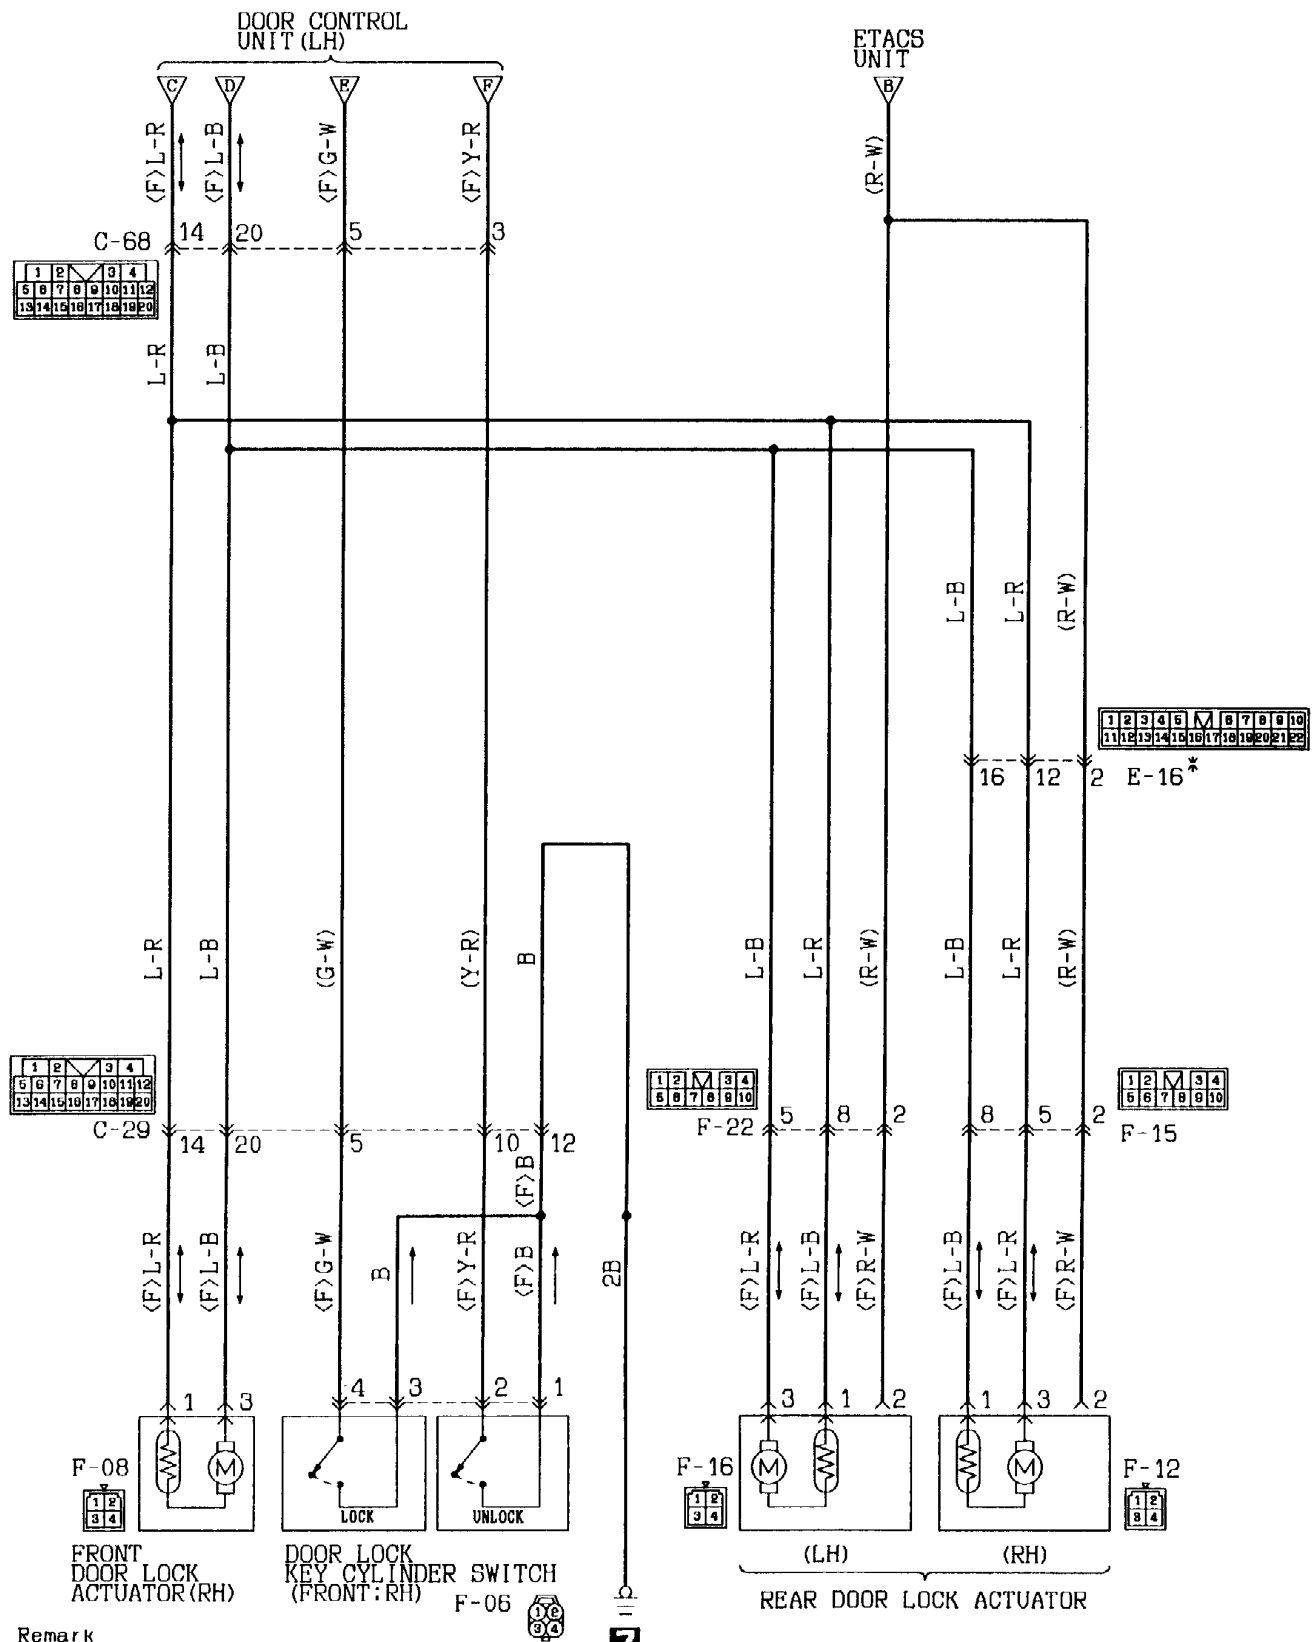 DOOR CONTROL
UNIT(LH)
ETACS
UNIT
C D E F B
⟨F⟩L-R ⟨F⟩L-B ⟨F⟩G-W ⟨F⟩Y-R (R-W)
C-68 14 20 5 3
1 2 3 4
5 6 7 8 9 10 11 12
13 14 15 16 17 18 19 20
L-R L-B
L-B L-R (R-W)
1 2 3 4 5 6 7 8 9 10
11 12 13 14 15 16 17 18 19 20 21 22
16 12 2 E-16*
L-R L-B (G-W) (Y-R) B L-B L-R (R-W) L-B L-R (R-W)
1 2 3 4
5 6 7 8 9 10 11 12
13 14 15 16 17 18 19 20
1 2 3 4
5 6 7 8 9 10
1 2 3 4
5 6 7 8 9 10
C-29 14 20 5 10 12
F-22 5 8 2 8 5 2 F-15
⟨F⟩B
⟨F⟩L-R ⟨F⟩L-B ⟨F⟩G-W B ⟨F⟩Y-R ⟨F⟩B 2B ⟨F⟩L-R ⟨F⟩L-B ⟨F⟩R-W ⟨F⟩L-B ⟨F⟩L-R ⟨F⟩R-W
1 3 4 3 2 1 3 1 2 1 3 2
F-08 M F-16 M M F-12
1 2
3 4
1 2
3 4
1 2
3 4
LOCK UNLOCK
FRONT
DOOR LOCK
ACTUATOR(RH)
DOOR LOCK
KEY CYLINDER SWITCH
(FRONT:RH)
F-06
1 2
3 4
7
(LH) (RH)
REAR DOOR LOCK ACTUATOR
Remark